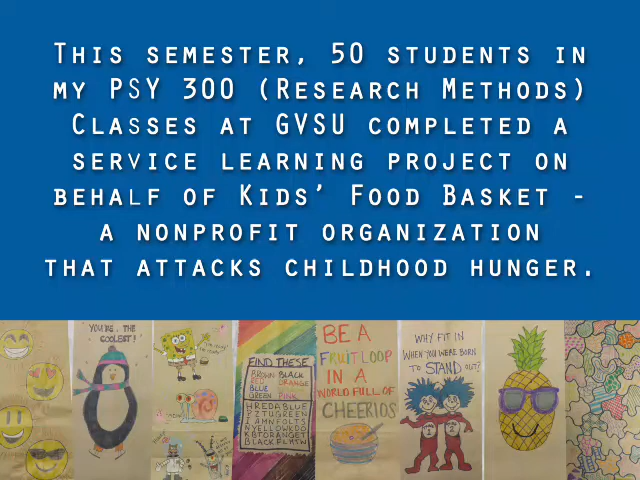 This semester, 50 students in
my PSY 300 (Research Methods)
Classes at GVSU completed a
service learning project on
behalf of Kids' Food Basket -
a nonprofit organization
that attacks childhood hunger.
YOU'RE THE
COOLEST!
FIND THESE
BROWN BLACK
RED ORANGE
BLUE
GREEN PINK
BE A
FRUIT LOOP
IN A
WORLD FULL OF
CHEERIOS
WHY FIT IN
WHEN YOU WERE BORN
TO STAND OUT?